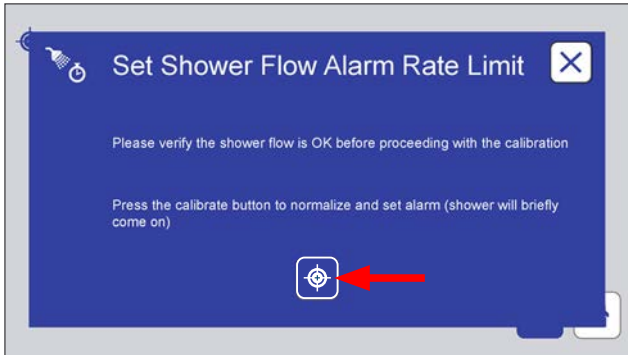 Set Shower Flow Alarm Rate Limit
Please verify the shower flow is OK before proceeding with the calibration
Press the calibrate button to normalize and set alarm (shower will briefly
come on)